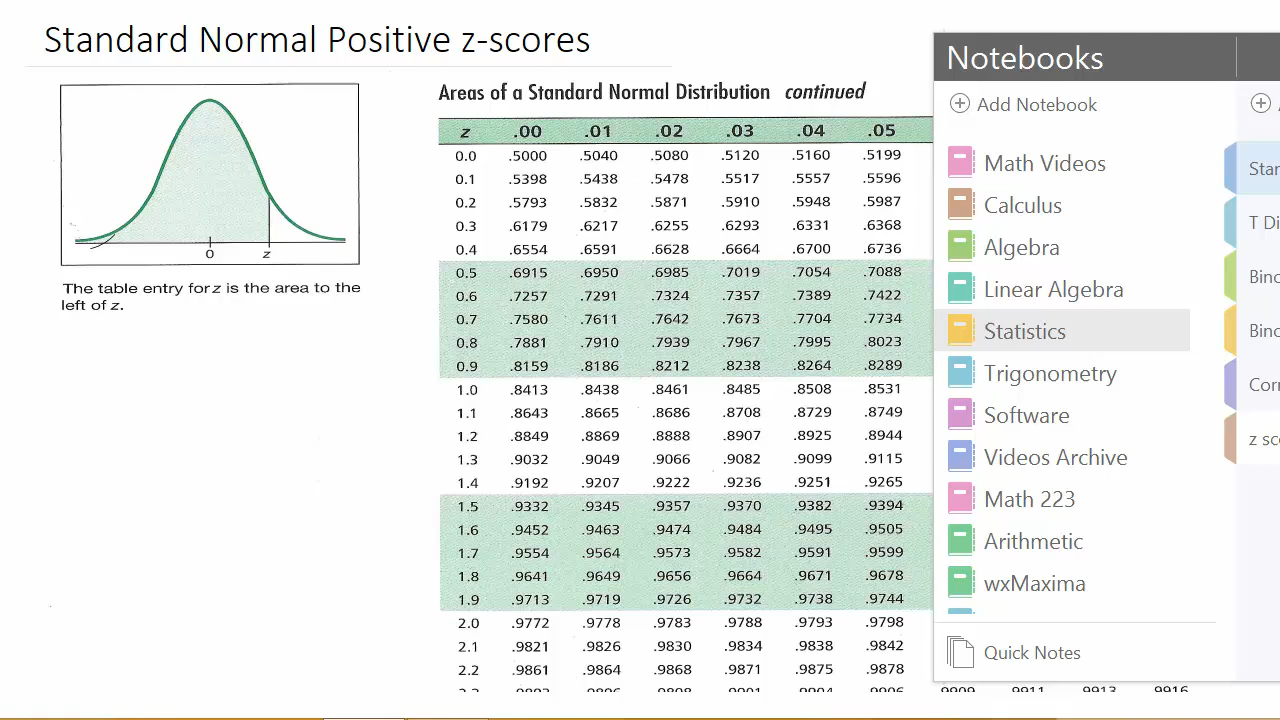 Standard Normal Positive z-scores
0 z
The table entry for z is the area to the
left of z.
Areas of a Standard Normal Distribution continued
z .00 .01 .02 .03 .04 .05
0.0 .5000 .5040 .5080 .5120 .5160 .5199
0.1 .5398 .5438 .5478 .5517 .5557 .5596
0.2 .5793 .5832 .5871 .5910 .5948 .5987
0.3 .6179 .6217 .6255 .6293 .6331 .6368
0.4 .6554 .6591 .6628 .6664 .6700 .6736
0.5 .6915 .6950 .6985 .7019 .7054 .7088
0.6 .7257 .7291 .7324 .7357 .7389 .7422
0.7 .7580 .7611 .7642 .7673 .7704 .7734
0.8 .7881 .7910 .7939 .7967 .7995 .8023
0.9 .8159 .8186 .8212 .8238 .8264 .8289
1.0 .8413 .8438 .8461 .8485 .8508 .8531
1.1 .8643 .8665 .8686 .8708 .8729 .8749
1.2 .8849 .8869 .8888 .8907 .8925 .8944
1.3 .9032 .9049 .9066 .9082 .9099 .9115
1.4 .9192 .9207 .9222 .9236 .9251 .9265
1.5 .9332 .9345 .9357 .9370 .9382 .9394
1.6 .9452 .9463 .9474 .9484 .9495 .9505
1.7 .9554 .9564 .9573 .9582 .9591 .9599
1.8 .9641 .9649 .9656 .9664 .9671 .9678
1.9 .9713 .9719 .9726 .9732 .9738 .9744
2.0 .9772 .9778 .9783 .9788 .9793 .9798
2.1 .9821 .9826 .9830 .9834 .9838 .9842
2.2 .9861 .9864 .9868 .9871 .9875 .9878
Notebooks
Add Notebook
Math Videos
Calculus
Algebra
Linear Algebra
Statistics
Trigonometry
Software
Videos Archive
Math 223
Arithmetic
wxMaxima
Quick Notes
T Di
z sc